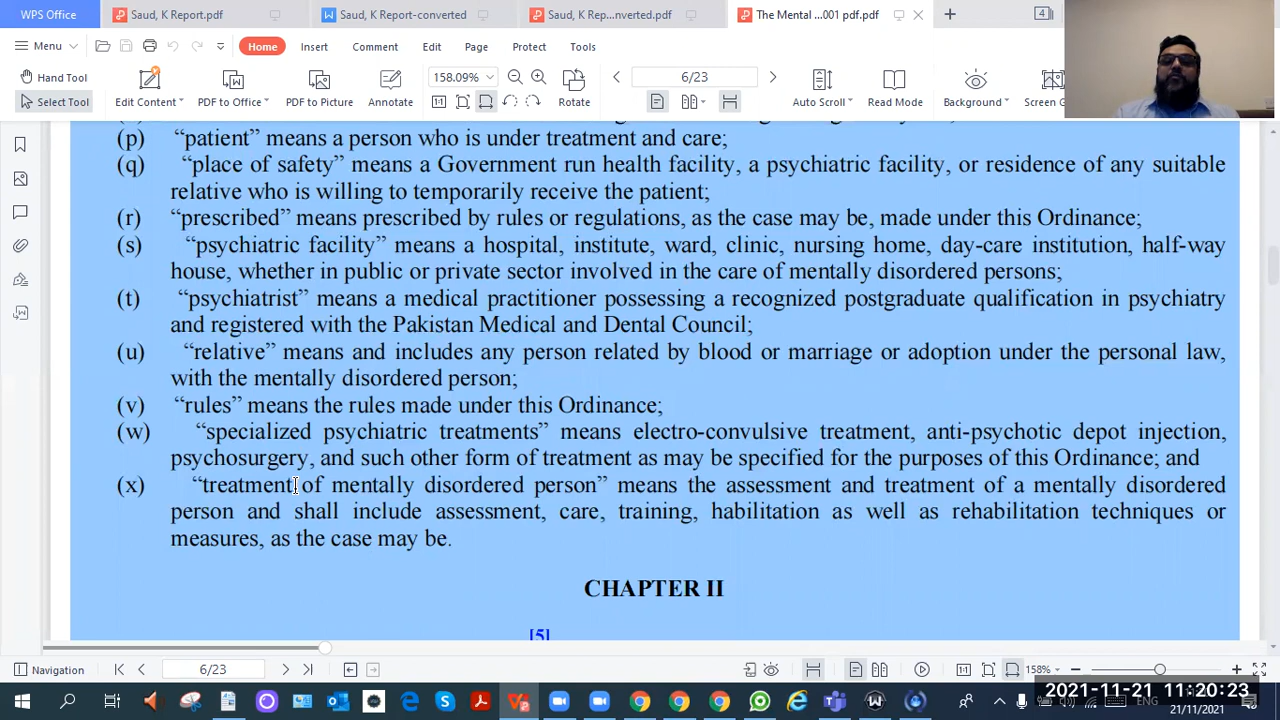 WPS Office
Saud, K Report.pdf
Saud, K Report-converted
Saud, K Rep...nverted.pdf
The Mental ...001 pdf.pdf
4
Menu
Home
Insert
Comment
Edit
Page
Protect
Tools
Hand Tool
Select Tool
Edit Content
PDF to Office
PDF to Picture
Annotate
158.09%
Rotate
6/23
Auto Scroll
Read Mode
Background
Screen G
(p) “patient” means a person who is under treatment and care;
(q) “place of safety” means a Government run health facility, a psychiatric facility, or residence of any suitable
relative who is willing to temporarily receive the patient;
(r) “prescribed” means prescribed by rules or regulations, as the case may be, made under this Ordinance;
(s) “psychiatric facility” means a hospital, institute, ward, clinic, nursing home, day-care institution, half-way
house, whether in public or private sector involved in the care of mentally disordered persons;
(t) “psychiatrist” means a medical practitioner possessing a recognized postgraduate qualification in psychiatry
and registered with the Pakistan Medical and Dental Council;
(u) “relative” means and includes any person related by blood or marriage or adoption under the personal law,
with the mentally disordered person;
(v) “rules” means the rules made under this Ordinance;
(w) “specialized psychiatric treatments” means electro-convulsive treatment, anti-psychotic depot injection,
psychosurgery, and such other form of treatment as may be specified for the purposes of this Ordinance; and
(x) “treatment of mentally disordered person” means the assessment and treatment of a mentally disordered
person and shall include assessment, care, training, habilitation as well as rehabilitation techniques or
measures, as the case may be.
CHAPTER II
[5]
Navigation
6/23
158%
2021-11-21 11:20:23
ENG
21/11/2021